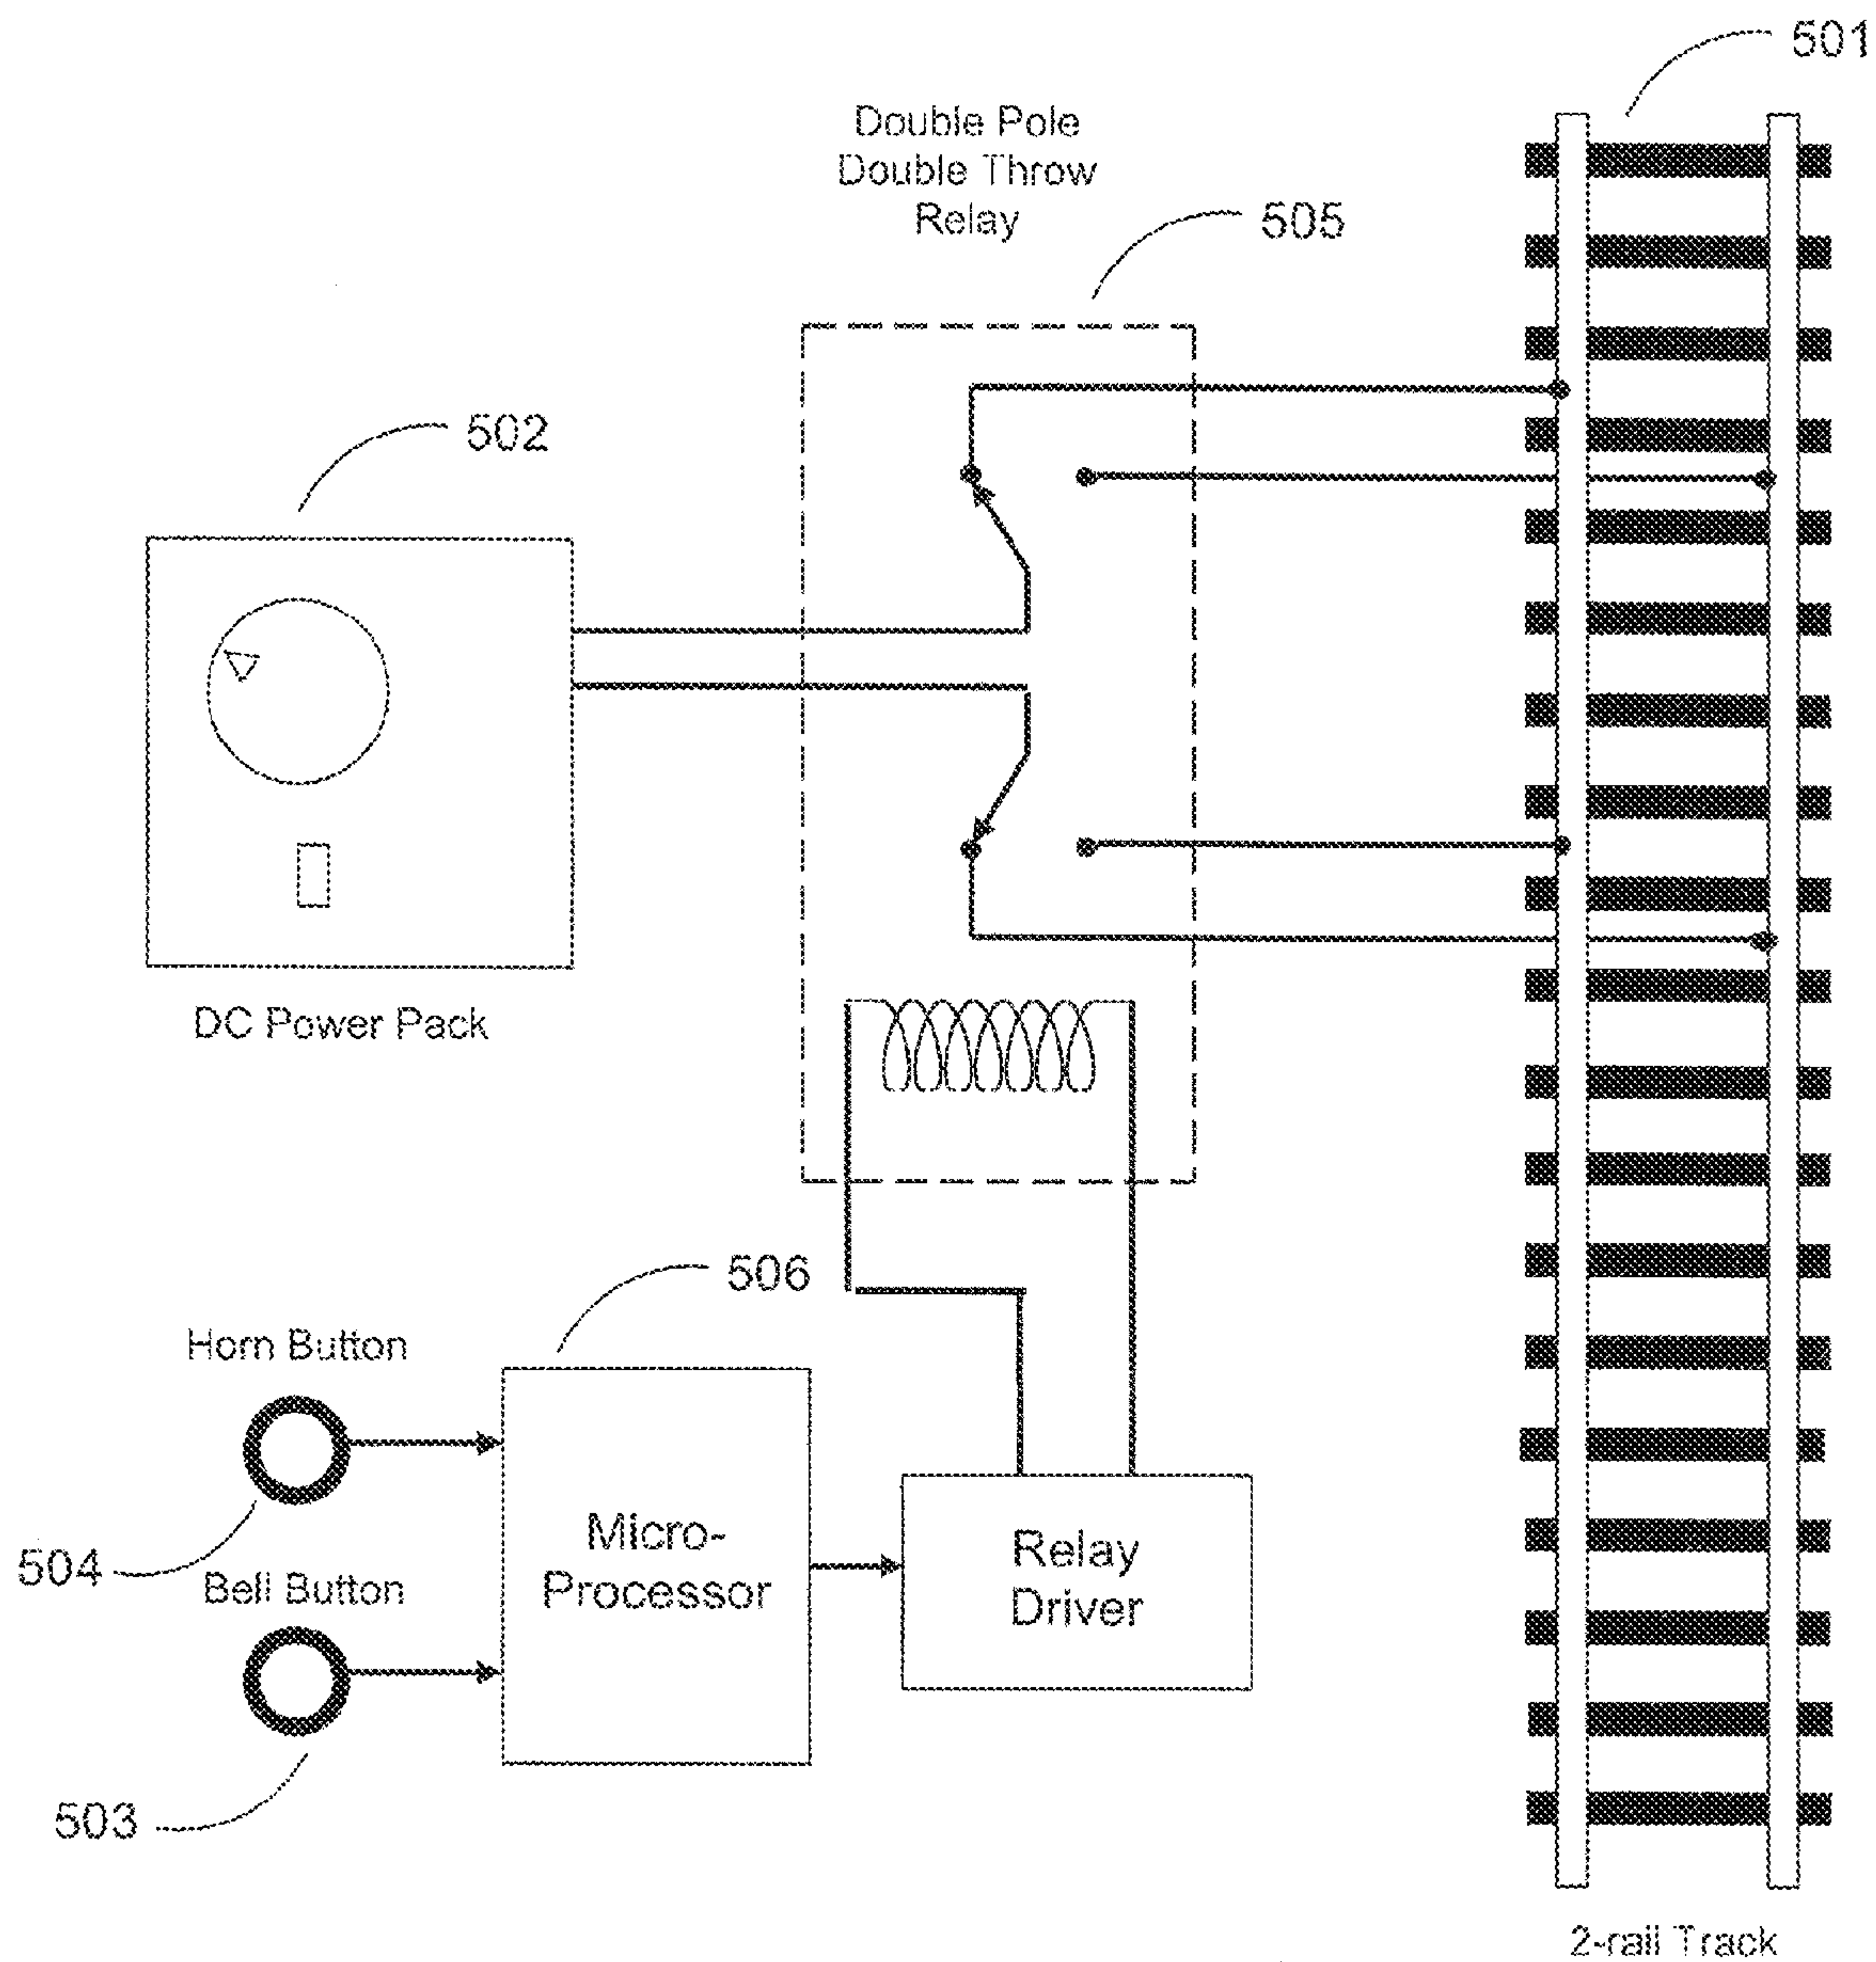 501
Double Pole
Double Throw
Relay
505
502
DC Power Pack
506
Horn Button
504
Micro-
Processor
Relay
Driver
Bell Button
503
2-rail Track